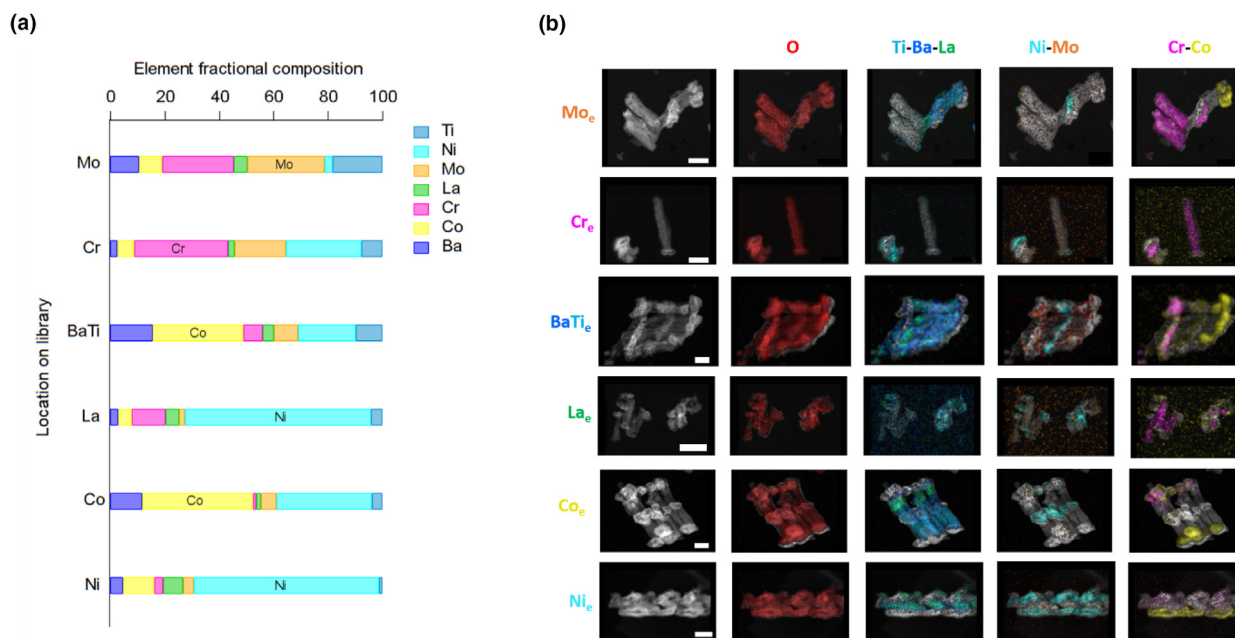 (a)
Element fractional composition
0 20 40 60 80 100
Location on library
Mo
Mo
Cr
Cr
BaTi
Co
La
Ni
Co
Co
Ni
Ni
Ti
Ni
Mo
La
Cr
Co
Ba
(b)
O Ti-Ba-La Ni-Mo Cr-Co
Moe
Cre
BaTie
Lae
Coe
Nie